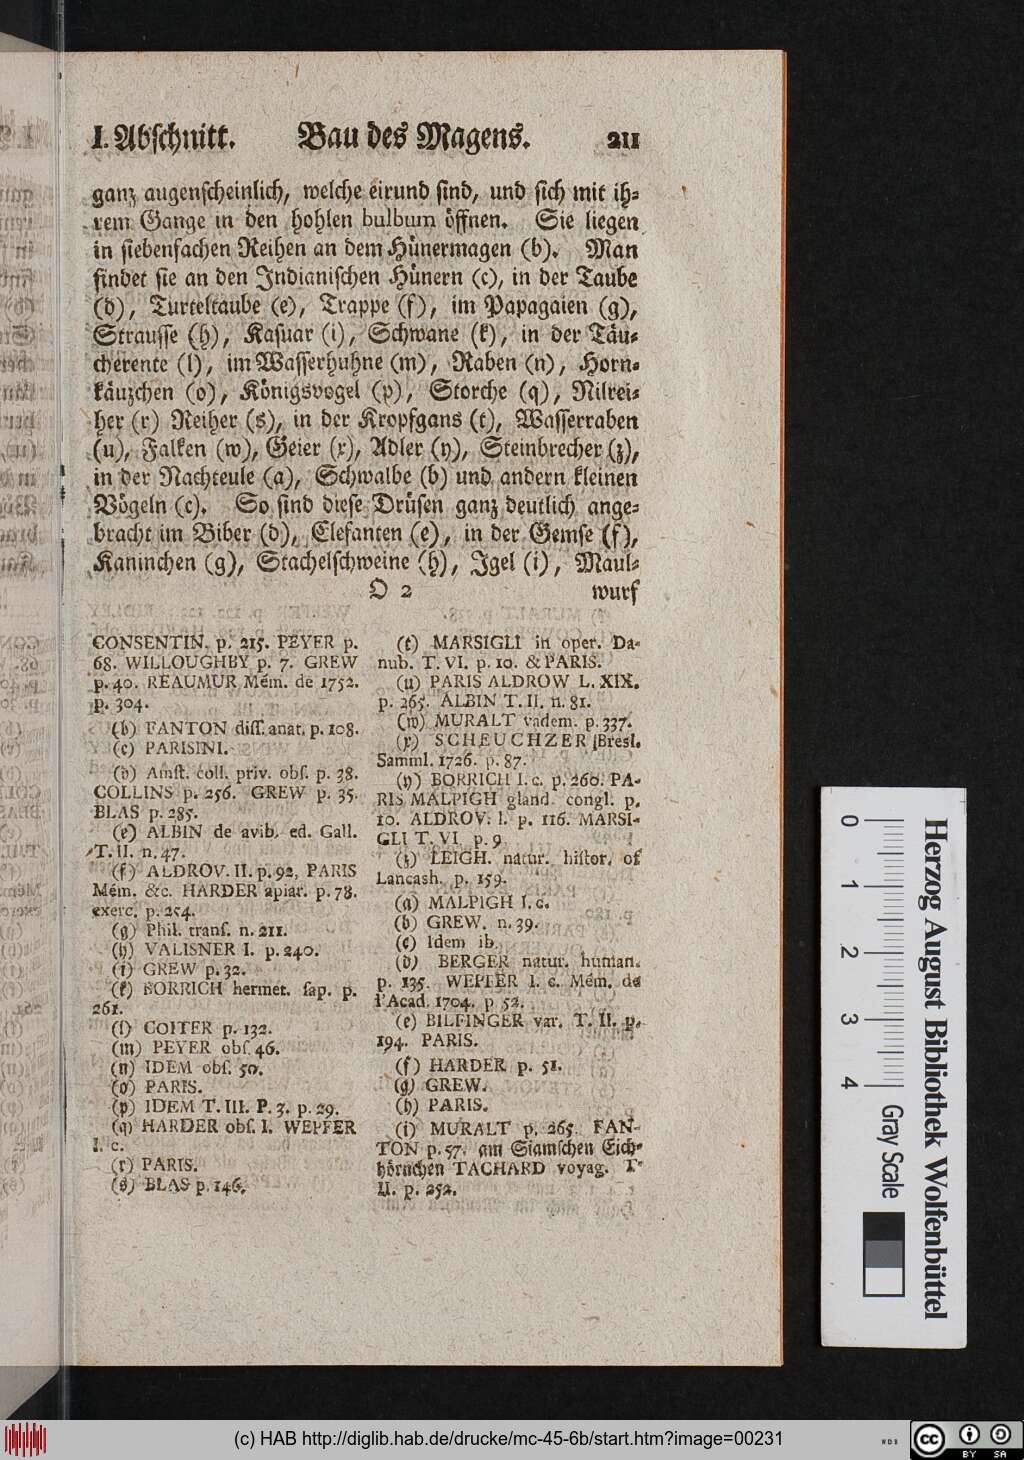 I. Abschnitt. Bau des Magens. 211
ganz augenscheinlich, welche eirund sind, und sich mit ih⸗
rem Gange in den hohlen bulbum öffnen. Sie liegen
in siebenfachen Reihen an dem Hünermagen (b). Man
findet sie an den Indianischen Hünern (c), in der Taube
(d), Turteltaube (e), Trappe (f), im Papagaien (g),
Strausse (h), Kasuar (i), Schwane (k), in der Täu⸗
cherente (l), im Wasserhuhne (m), Raben (n), Horn⸗
käuzchen (o), Königsvogel (p), Storche (q), Nilrei⸗
her (r) Reiher (s), in der Kropfgans (t), Wasserraben
(u), Falken (w), Geier (x), Adler (y), Steinbrecher (z),
in der Nachteule (a), Schwalbe (b) und andern kleinen
Vögeln (c). So sind diese Drüsen ganz deutlich ange⸗
bracht im Biber (d), Elefanten (e), in der Gemse (f),
Kaninchen (g), Stachelschweine (h), Igel (i), Maul⸗
O 2 wurf
CONSENTIN. p. 215. PEYER p.
68. WILLOUGHBY p. 7. GREW
p. 40. REAUMUR Mém. de 1752.
p. 304.
(b) FANTON diss. anat. p. 108.
(c) PARISINI.
(d) Amst. coll. priv. obs. p. 38.
COLLINS p. 256. GREW p. 35.
BLAS p. 285.
(e) ALBIN de avib. ed. Gall.
T. II. n. 47.
(f) ALDROV. II. p. 92, PARIS
Mém. &c. HARDER apiar. p. 78.
exerc. p. 254.
(g) Phil. trans. n. 211.
(h) VALISNER I. p. 240.
(i) GREW p. 32.
(k) BORRICH hermet. sap. p.
261.
(l) COITER p. 132.
(m) PEYER obs. 46.
(n) IDEM obs. 50.
(o) PARIS.
(p) IDEM T. III. P. 3. p. 29.
(q) HARDER obs. I. WEPFER
l. c.
(r) PARIS.
(s) BLAS p. 146.
(t) MARSIGLI in oper. Da-
nub. T. VI. p. 10. & PARIS.
(u) PARIS ALDROW L. XIX.
p. 265. ALBIN T. II. n. 81.
(w) MURALT vadem. p. 337.
(x) SCHEUCHZER Bresl.
Samml. 1726. p. 87.
(y) BORRICH l. c. p. 260. PA-
RIS MALPIGH gland. congl. p.
10. ALDROV. l. p. 116. MARSI-
GLI T. VI. p. 9
(z) LEIGH. natur. histor. of
Lancash. p. 159.
(a) MALPIGH l. c.
(b) GREW. n. 39.
(c) Idem ib.
(d) BERGER natur. human.
p. 135. WEPFER l. c. Mém. de
l'Acad. 1704. p. 52.
(e) BILFINGER var. T. II. p.
194. PARIS.
(f) HARDER p. 51.
(g) GREW.
(h) PARIS.
(i) MURALT p. 265. FAN-
TON p. 57. am Siamschen Eich⸗
hörnchen TACHARD voyag. T.
II. p. 252.
0 1 2 3 4
Gray Scale
Herzog August Bibliothek Wolfenbüttel
(c) HAB http://diglib.hab.de/drucke/mc-45-6b/start.htm?image=00231
cc BY SA